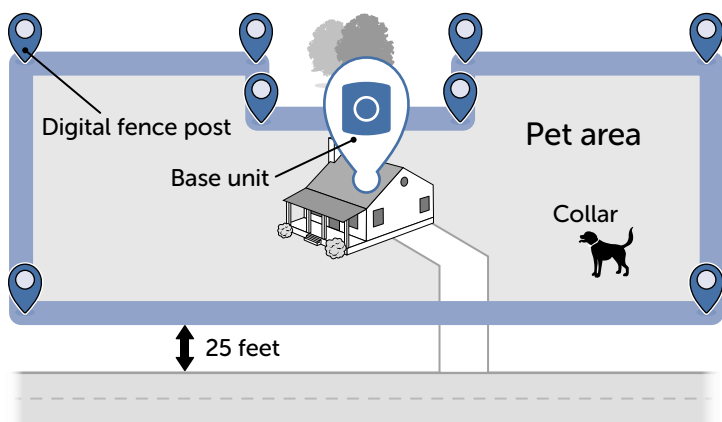 Digital fence post
Base unit
Pet area
Collar
25 feet